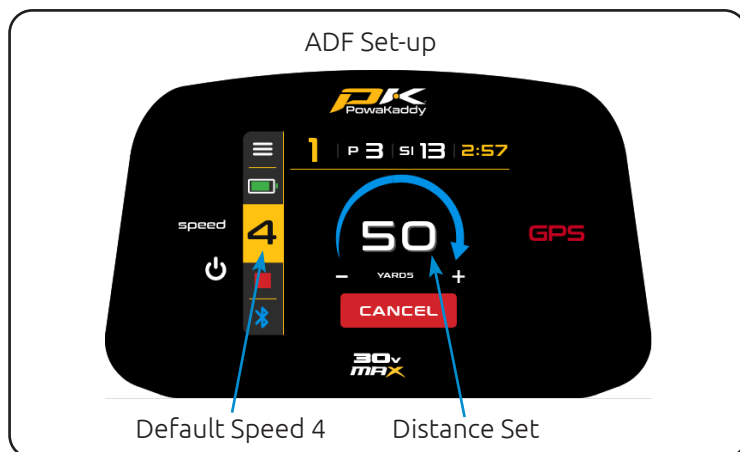 ADF Set-up
PK
PowaKaddy
1 | P 3 | SI 13 | 2:57
speed
4
50
GPS
- YARDS +
CANCEL
30v
MAX
Default Speed 4
Distance Set